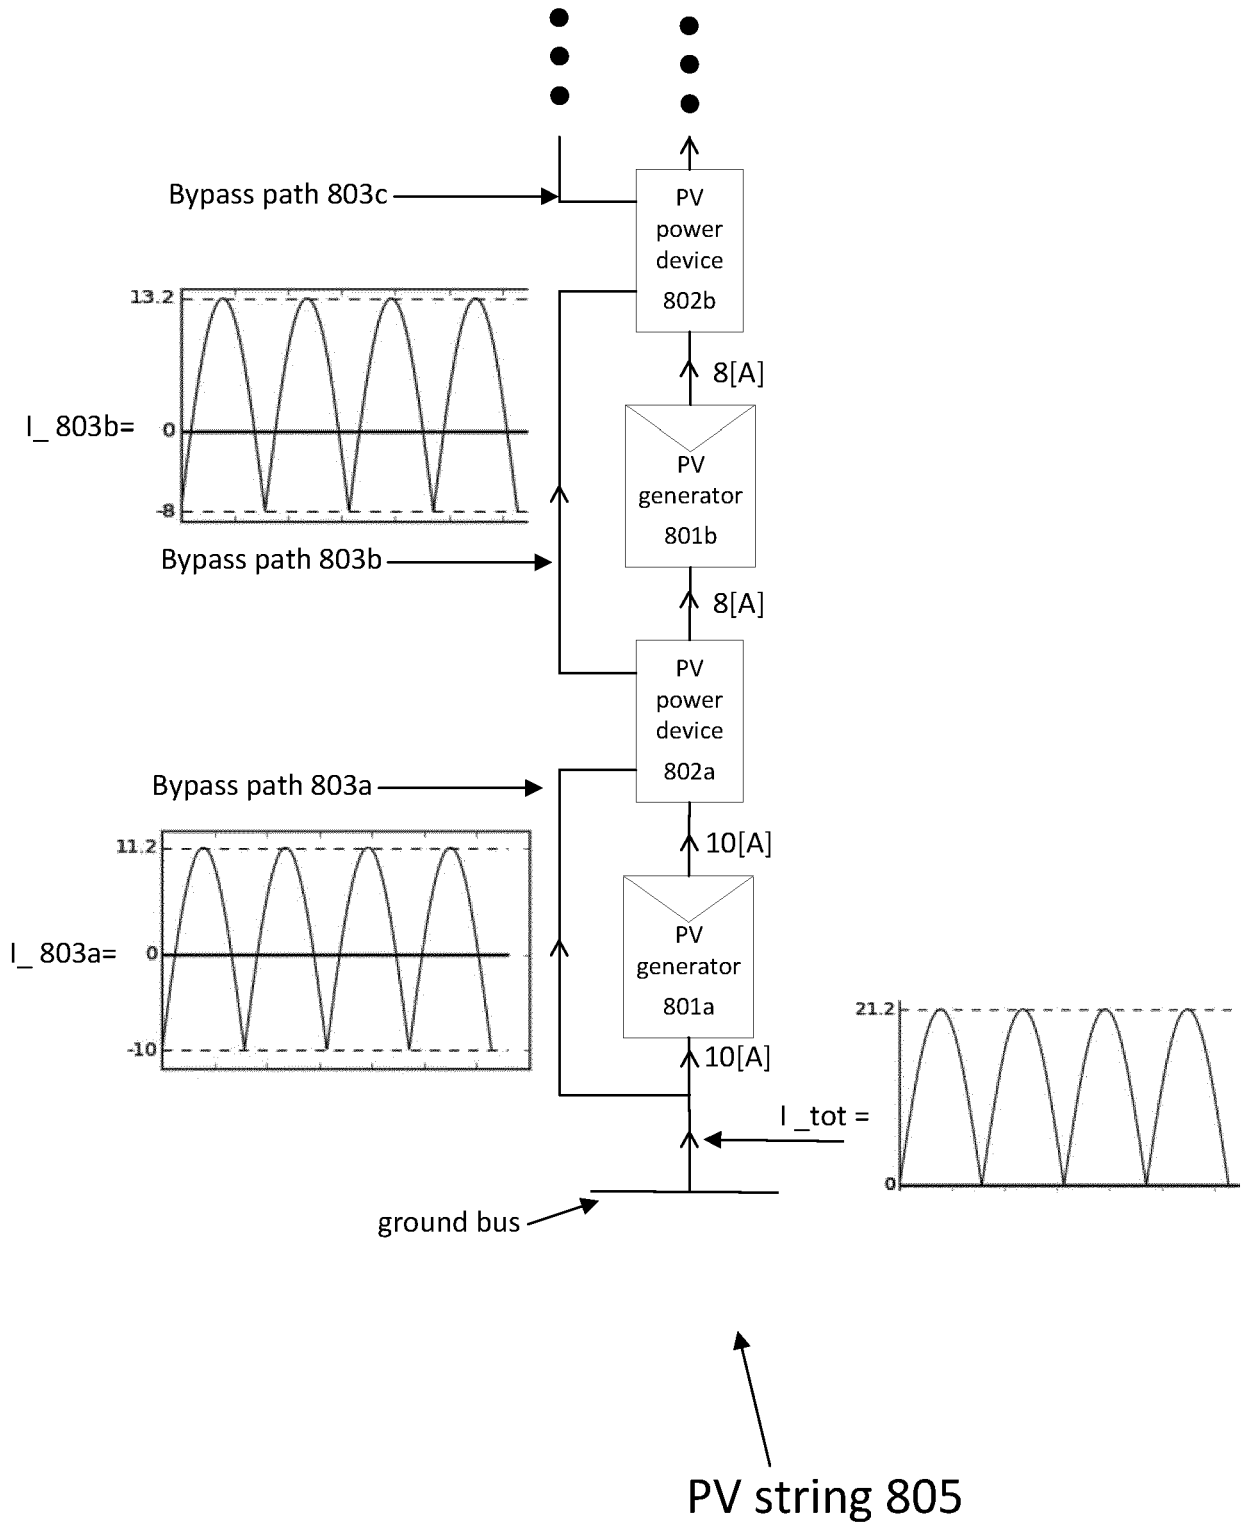 Bypass path 803c
PV
power
device
802b
13.2
I_ 803b=
0
-8
8[A]
PV
generator
801b
Bypass path 803b
8[A]
PV
power
device
802a
Bypass path 803a
11.2
I_ 803a=
0
-10
10[A]
PV
generator
801a
10[A]
21.2
I _tot =
0
ground bus
PV string 805